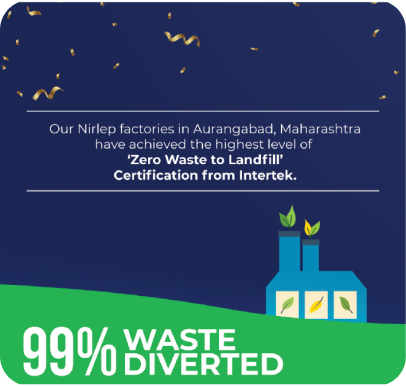 Our Nirlep factories in Aurangabad, Maharashtra
have achieved the highest level of
‘Zero Waste to Landfill’
Certification from Intertek.
99% WASTE
DIVERTED